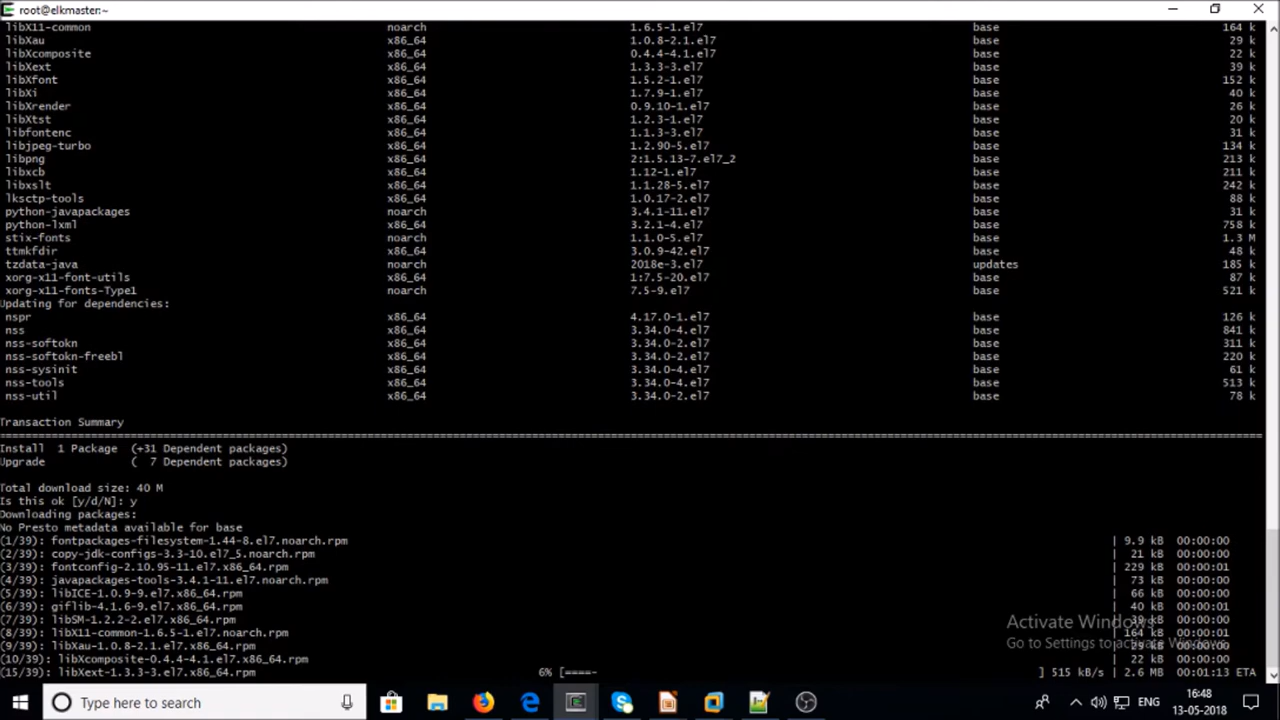 root@elkmaster:~
libX11-common noarch 1.6.5-1.el7 base 164 k
libXau x86_64 1.0.8-2.1.el7 base 29 k
libXcomposite x86_64 0.4.4-4.1.el7 base 22 k
libXext x86_64 1.3.3-3.el7 base 39 k
libXfont x86_64 1.5.2-1.el7 base 152 k
libXi x86_64 1.7.9-1.el7 base 40 k
libXrender x86_64 0.9.10-1.el7 base 26 k
libXtst x86_64 1.2.3-1.el7 base 20 k
libfontenc x86_64 1.1.3-3.el7 base 31 k
libjpeg-turbo x86_64 1.2.90-5.el7 base 134 k
libpng x86_64 2:1.5.13-7.el7_2 base 213 k
libxcb x86_64 1.12-1.el7 base 211 k
libxslt x86_64 1.1.28-5.el7 base 242 k
lksctp-tools x86_64 1.0.17-2.el7 base 88 k
python-javapackages noarch 3.4.1-11.el7 base 31 k
python-lxml x86_64 3.2.1-4.el7 base 758 k
stix-fonts noarch 1.1.0-5.el7 base 1.3 M
ttmkfdir x86_64 3.0.9-42.el7 base 48 k
tzdata-java noarch 2018e-3.el7 updates 185 k
xorg-x11-font-utils x86_64 1:7.5-20.el7 base 87 k
xorg-x11-fonts-Type1 noarch 7.5-9.el7 base 521 k
Updating for dependencies:
nspr x86_64 4.17.0-1.el7 base 126 k
nss x86_64 3.34.0-4.el7 base 841 k
nss-softokn x86_64 3.34.0-2.el7 base 311 k
nss-softokn-freebl x86_64 3.34.0-2.el7 base 220 k
nss-sysinit x86_64 3.34.0-4.el7 base 61 k
nss-tools x86_64 3.34.0-4.el7 base 513 k
nss-util x86_64 3.34.0-2.el7 base 78 k
Transaction Summary
Install 1 Package (+31 Dependent packages)
Upgrade ( 7 Dependent packages)
Total download size: 40 M
Is this ok [y/d/N]: y
Downloading packages:
No Presto metadata available for base
(1/39): fontpackages-filesystem-1.44-8.el7.noarch.rpm | 9.9 kB 00:00:00
(2/39): copy-jdk-configs-3.3-10.el7_5.noarch.rpm | 21 kB 00:00:00
(3/39): fontconfig-2.10.95-11.el7.x86_64.rpm | 229 kB 00:00:01
(4/39): javapackages-tools-3.4.1-11.el7.noarch.rpm | 73 kB 00:00:00
(5/39): libICE-1.0.9-9.el7.x86_64.rpm | 66 kB 00:00:00
(6/39): giflib-4.1.6-9.el7.x86_64.rpm | 40 kB 00:00:01
(7/39): libSM-1.2.2-2.el7.x86_64.rpm | 39 kB 00:00:00
(8/39): libX11-common-1.6.5-1.el7.noarch.rpm | 164 kB 00:00:01
(9/39): libXau-1.0.8-2.1.el7.x86_64.rpm | 29 kB 00:00:00
(10/39): libXcomposite-0.4.4-4.1.el7.x86_64.rpm | 22 kB 00:00:00
(15/39): libXext-1.3.3-3.el7.x86_64.rpm 6% [====- ] 515 kB/s | 2.6 MB 00:01:13 ETA
Activate Windows
Go to Settings to activate Windows.
Type here to search
ENG
16:48
13-05-2018